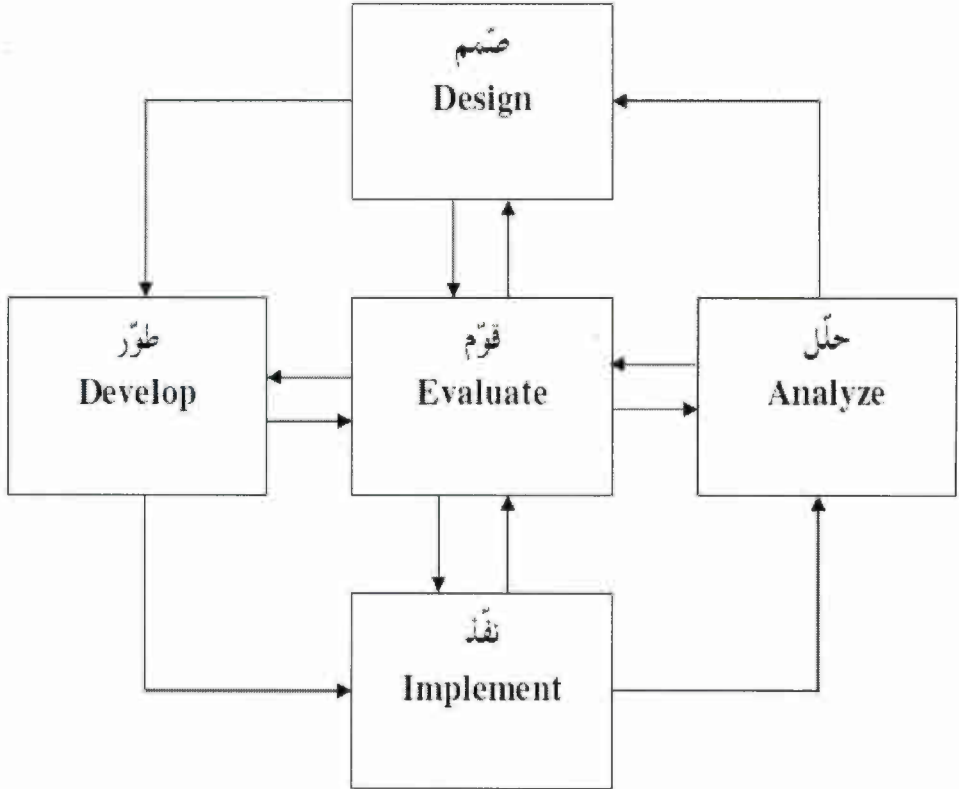 صمّم
Design
طوّر
Develop
قوّم
Evaluate
حلّل
Analyze
نفّذ
Implement